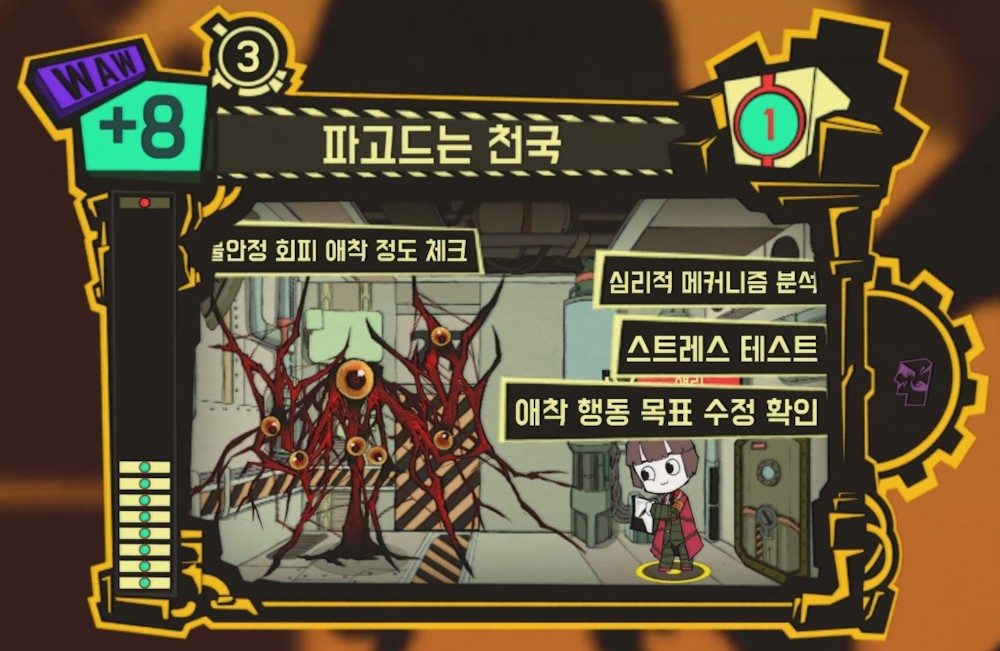 WAW
3
+8
1
파고드는 천국
불안정 회피 애착 정도 체크
심리적 메커니즘 분석
스트레스 테스트
애착 행동 목표 수정 확인